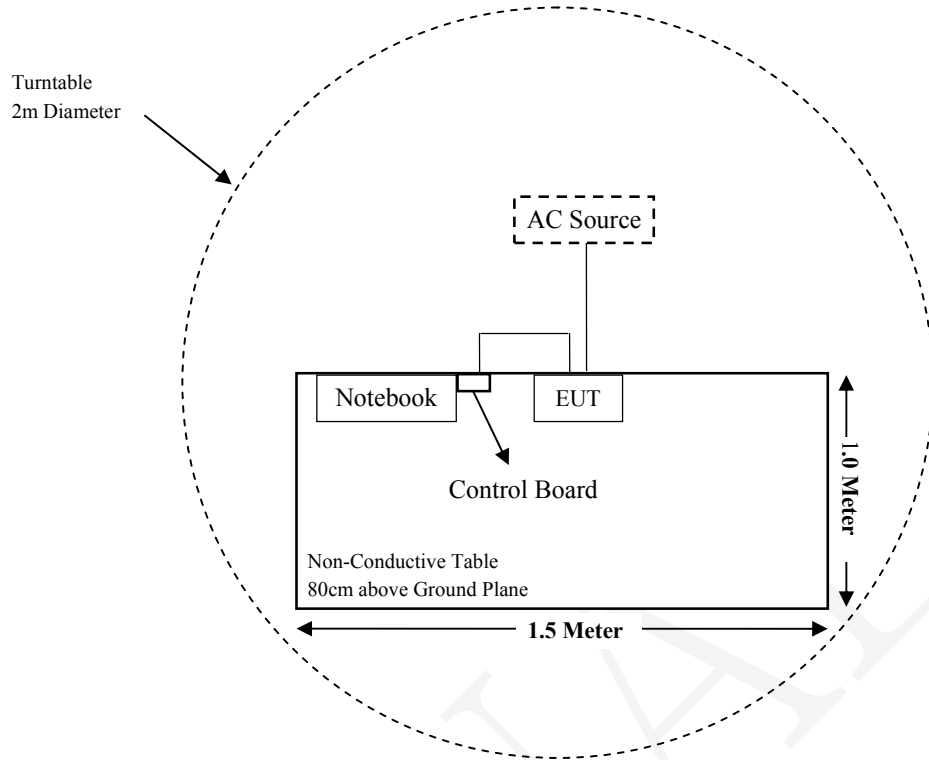 Turntable
2m Diameter
AC Source
Notebook
EUT
Control Board
1.0 Meter
Non-Conductive Table
80cm above Ground Plane
1.5 Meter